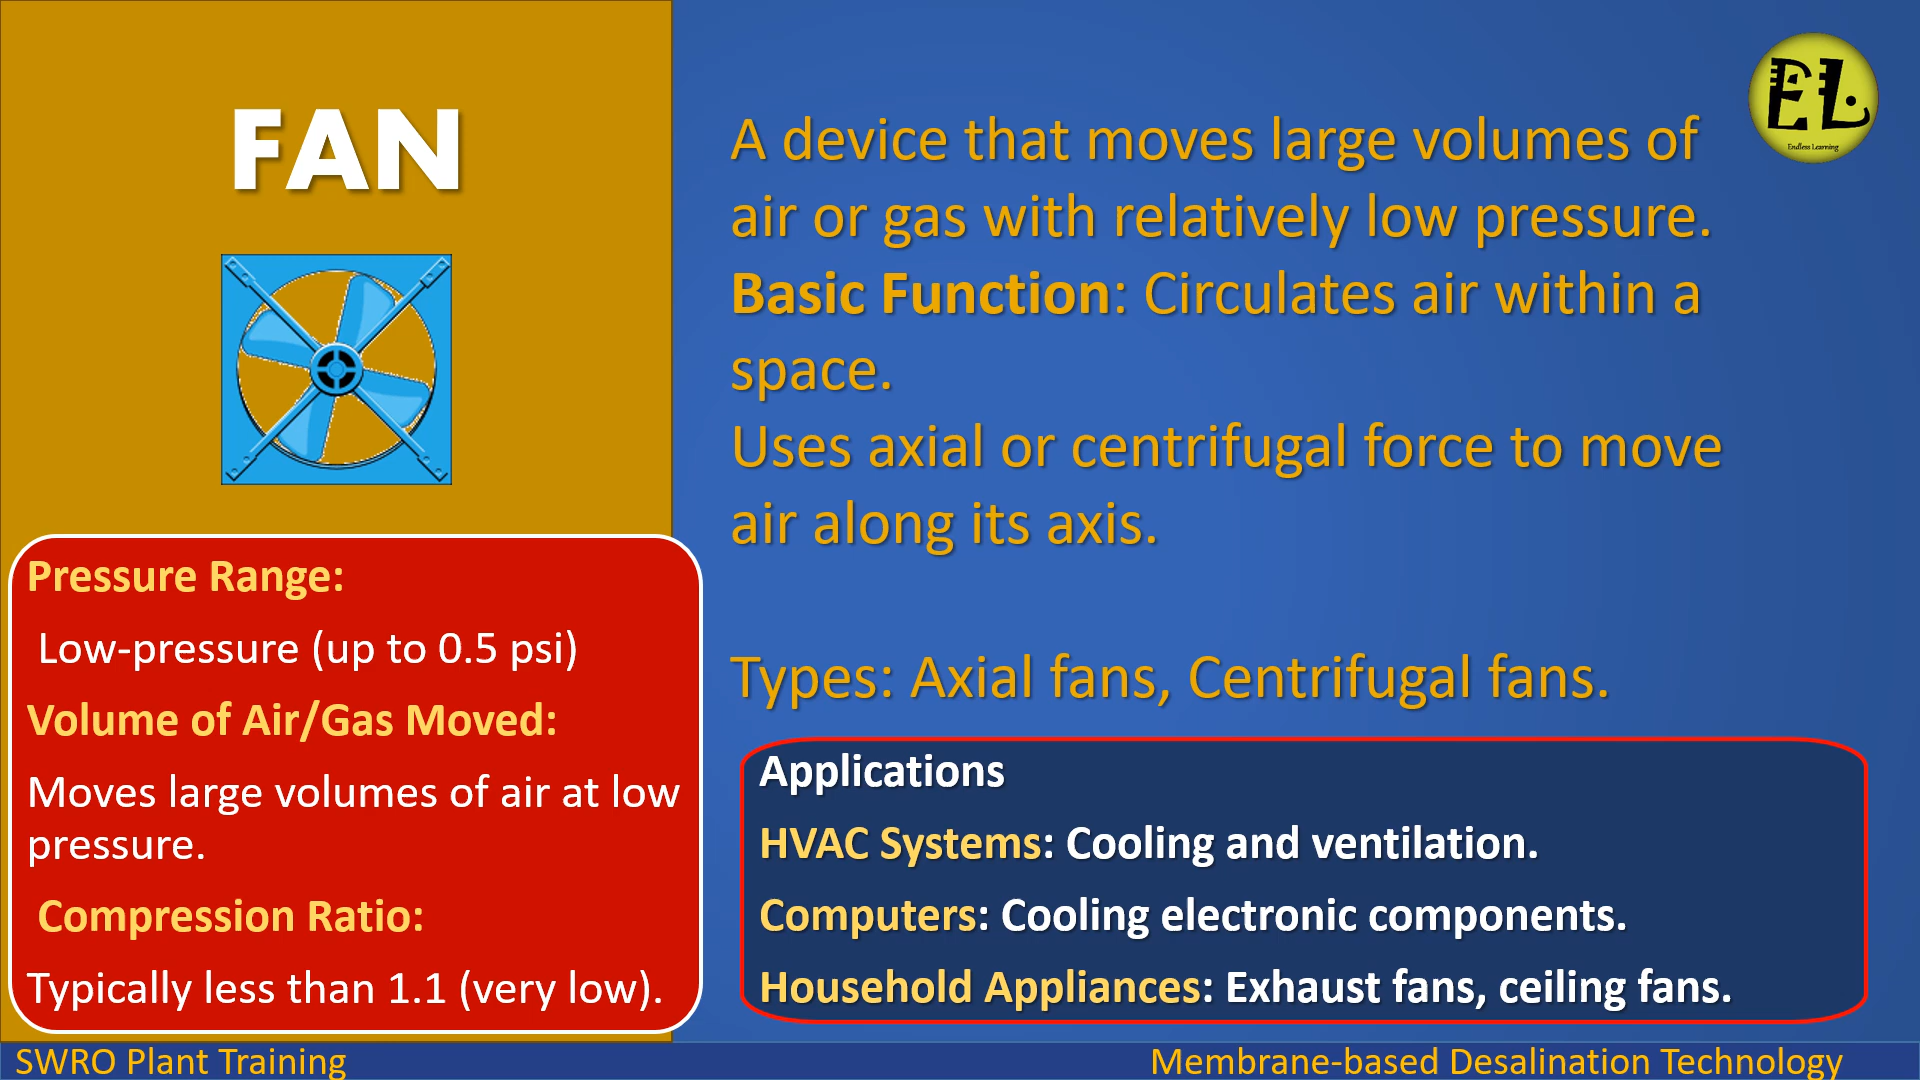 FAN
Pressure Range:
Low-pressure (up to 0.5 psi)
Volume of Air/Gas Moved:
Moves large volumes of air at low
pressure.
Compression Ratio:
Typically less than 1.1 (very low).
A device that moves large volumes of
air or gas with relatively low pressure.
Basic Function: Circulates air within a
space.
Uses axial or centrifugal force to move
air along its axis.
Types: Axial fans, Centrifugal fans.
Applications
HVAC Systems: Cooling and ventilation.
Computers: Cooling electronic components.
Household Appliances: Exhaust fans, ceiling fans.
EL
Endless Learning
SWRO Plant Training
Membrane-based Desalination Technology